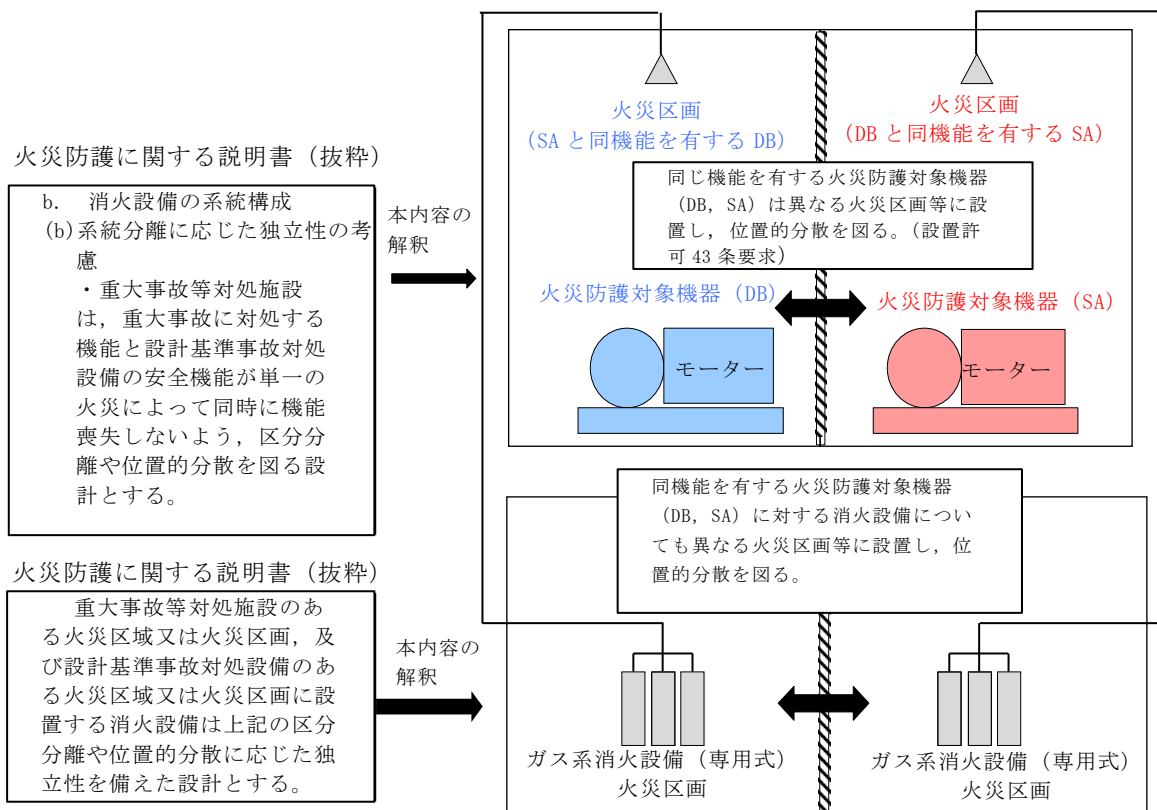 火災防護に関する説明書（抜粋）
b.　消火設備の系統構成
(b)系統分離に応じた独立性の考
慮
・重大事故等対処施設
は，重大事故に対処する
機能と設計基準事故対処
設備の安全機能が単一の
火災によって同時に機能
喪失しないよう，区分分
離や位置的分散を図る設
計とする。
本内容の
解釈
火災区画
（SA と同機能を有する DB）
火災区画
（DB と同機能を有する SA）
同じ機能を有する火災防護対象機器
（DB, SA）は異なる火災区画等に設
置し，位置的分散を図る。（設置許
可 43 条要求）
火災防護対象機器（DB）
火災防護対象機器（SA）
モーター
モーター
火災防護に関する説明書（抜粋）
重大事故等対処施設のあ
る火災区域又は火災区画，及
び設計基準事故対処設備のあ
る火災区域又は火災区画に設
置する消火設備は上記の区分
分離や位置的分散に応じた独
立性を備えた設計とする。
本内容の
解釈
同機能を有する火災防護対象機器
（DB, SA）に対する消火設備につい
ても異なる火災区画等に設置し，位
置的分散を図る。
ガス系消火設備（専用式）
火災区画
ガス系消火設備（専用式）
火災区画